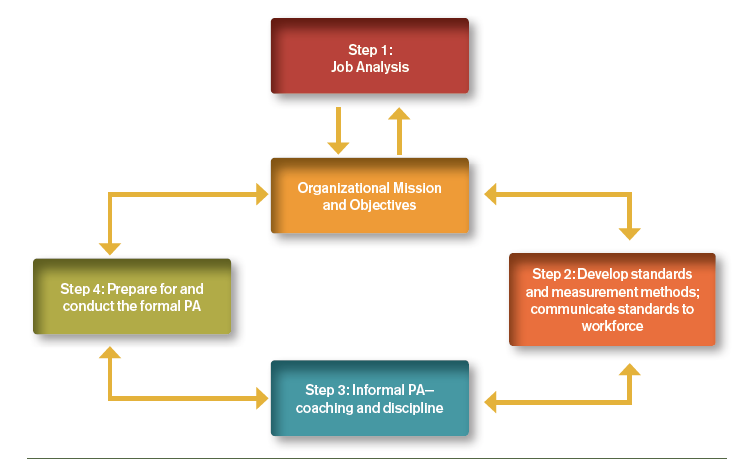 Step 1:
Job Analysis
Organizational Mission
and Objectives
Step 4: Prepare for and
conduct the formal PA
Step 2: Develop standards
and measurement methods;
communicate standards to
workforce
Step 3: Informal PA—
coaching and discipline